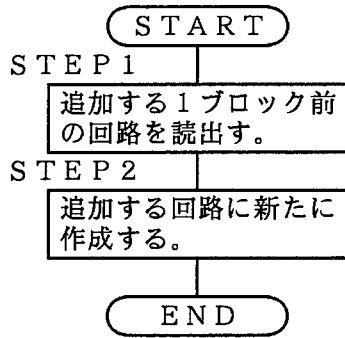 START
STEP1
追加する1ブロック前
の回路を読出す。
STEP2
追加する回路に新たに
作成する。
END